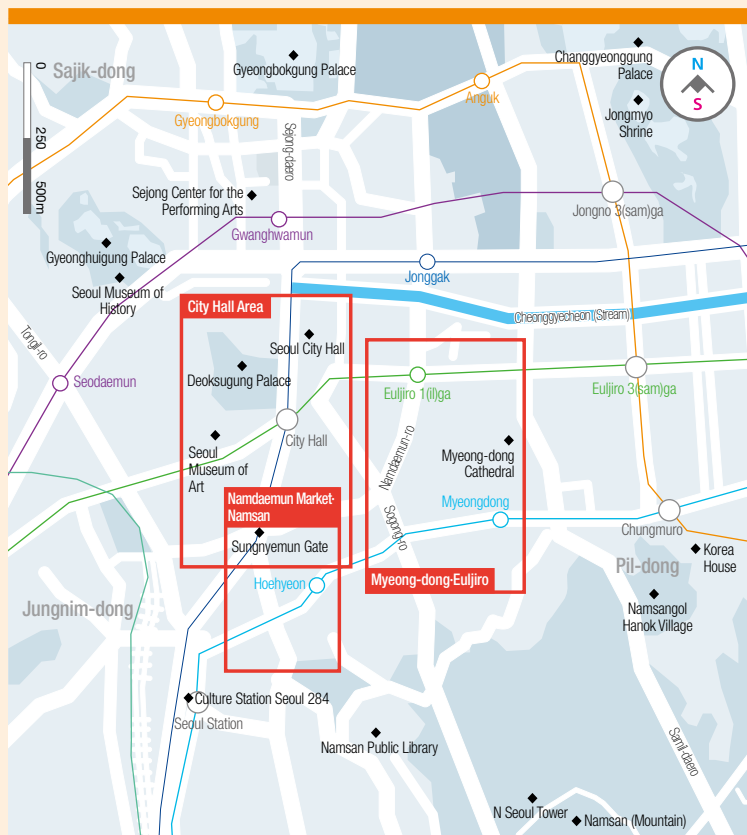 Sajik-dong
Gyeongbokgung Palace
Changgyeonggung
Palace
N
S
0
250
500m
Anguk
Gyeongbokgung
Jongmyo
Shrine
Sejong-daero
Sejong Center for the
Performing Arts
Jongno 3(sam)ga
Gwanghwamun
Gyeonghuigung Palace
Jonggak
Seoul Museum of
History
City Hall Area
Cheonggyecheon (Stream)
Tongil-ro
Seoul City Hall
Deoksugung Palace
Seodaemun
Euljiro 1(il)ga
Euljiro 3(sam)ga
City Hall
Seoul
Museum of
Art
Namdaemun-ro
Myeong-dong
Cathedral
Namdaemun Market-
Namsan
Myeongdong
Sogong-ro
Chungmuro
Sungnyemun Gate
Korea
House
Pil-dong
Hoehyeon
Myeong-dong-Euljiro
Jungnim-dong
Namsangol
Hanok Village
Culture Station Seoul 284
Seoul Station
Namsan Public Library
Samil-daero
N Seoul Tower
Namsan (Mountain)